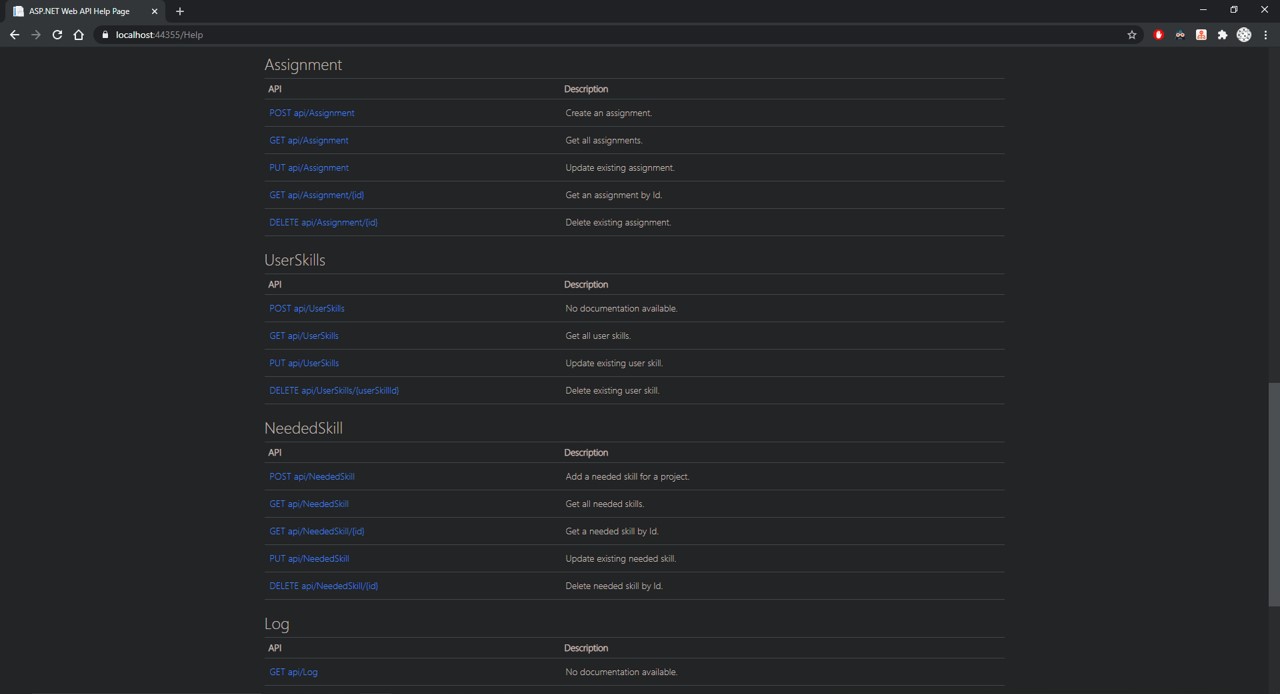 ASP.NET Web API Help Page
localhost:44355/Help
Assignment
API Description
POST api/Assignment Create an assignment.
GET api/Assignment Get all assignments.
PUT api/Assignment Update existing assignment.
GET api/Assignment/{id} Get an assignment by Id.
DELETE api/Assignment/{id} Delete existing assignment.
UserSkills
API Description
POST api/UserSkills No documentation available.
GET api/UserSkills Get all user skills.
PUT api/UserSkills Update existing user skill.
DELETE api/UserSkills/{userSkillId} Delete existing user skill.
NeededSkill
API Description
POST api/NeededSkill Add a needed skill for a project.
GET api/NeededSkill Get all needed skills.
GET api/NeededSkill/{id} Get a needed skill by Id.
PUT api/NeededSkill Update existing needed skill.
DELETE api/NeededSkill/{id} Delete needed skill by Id.
Log
API Description
GET api/Log No documentation available.